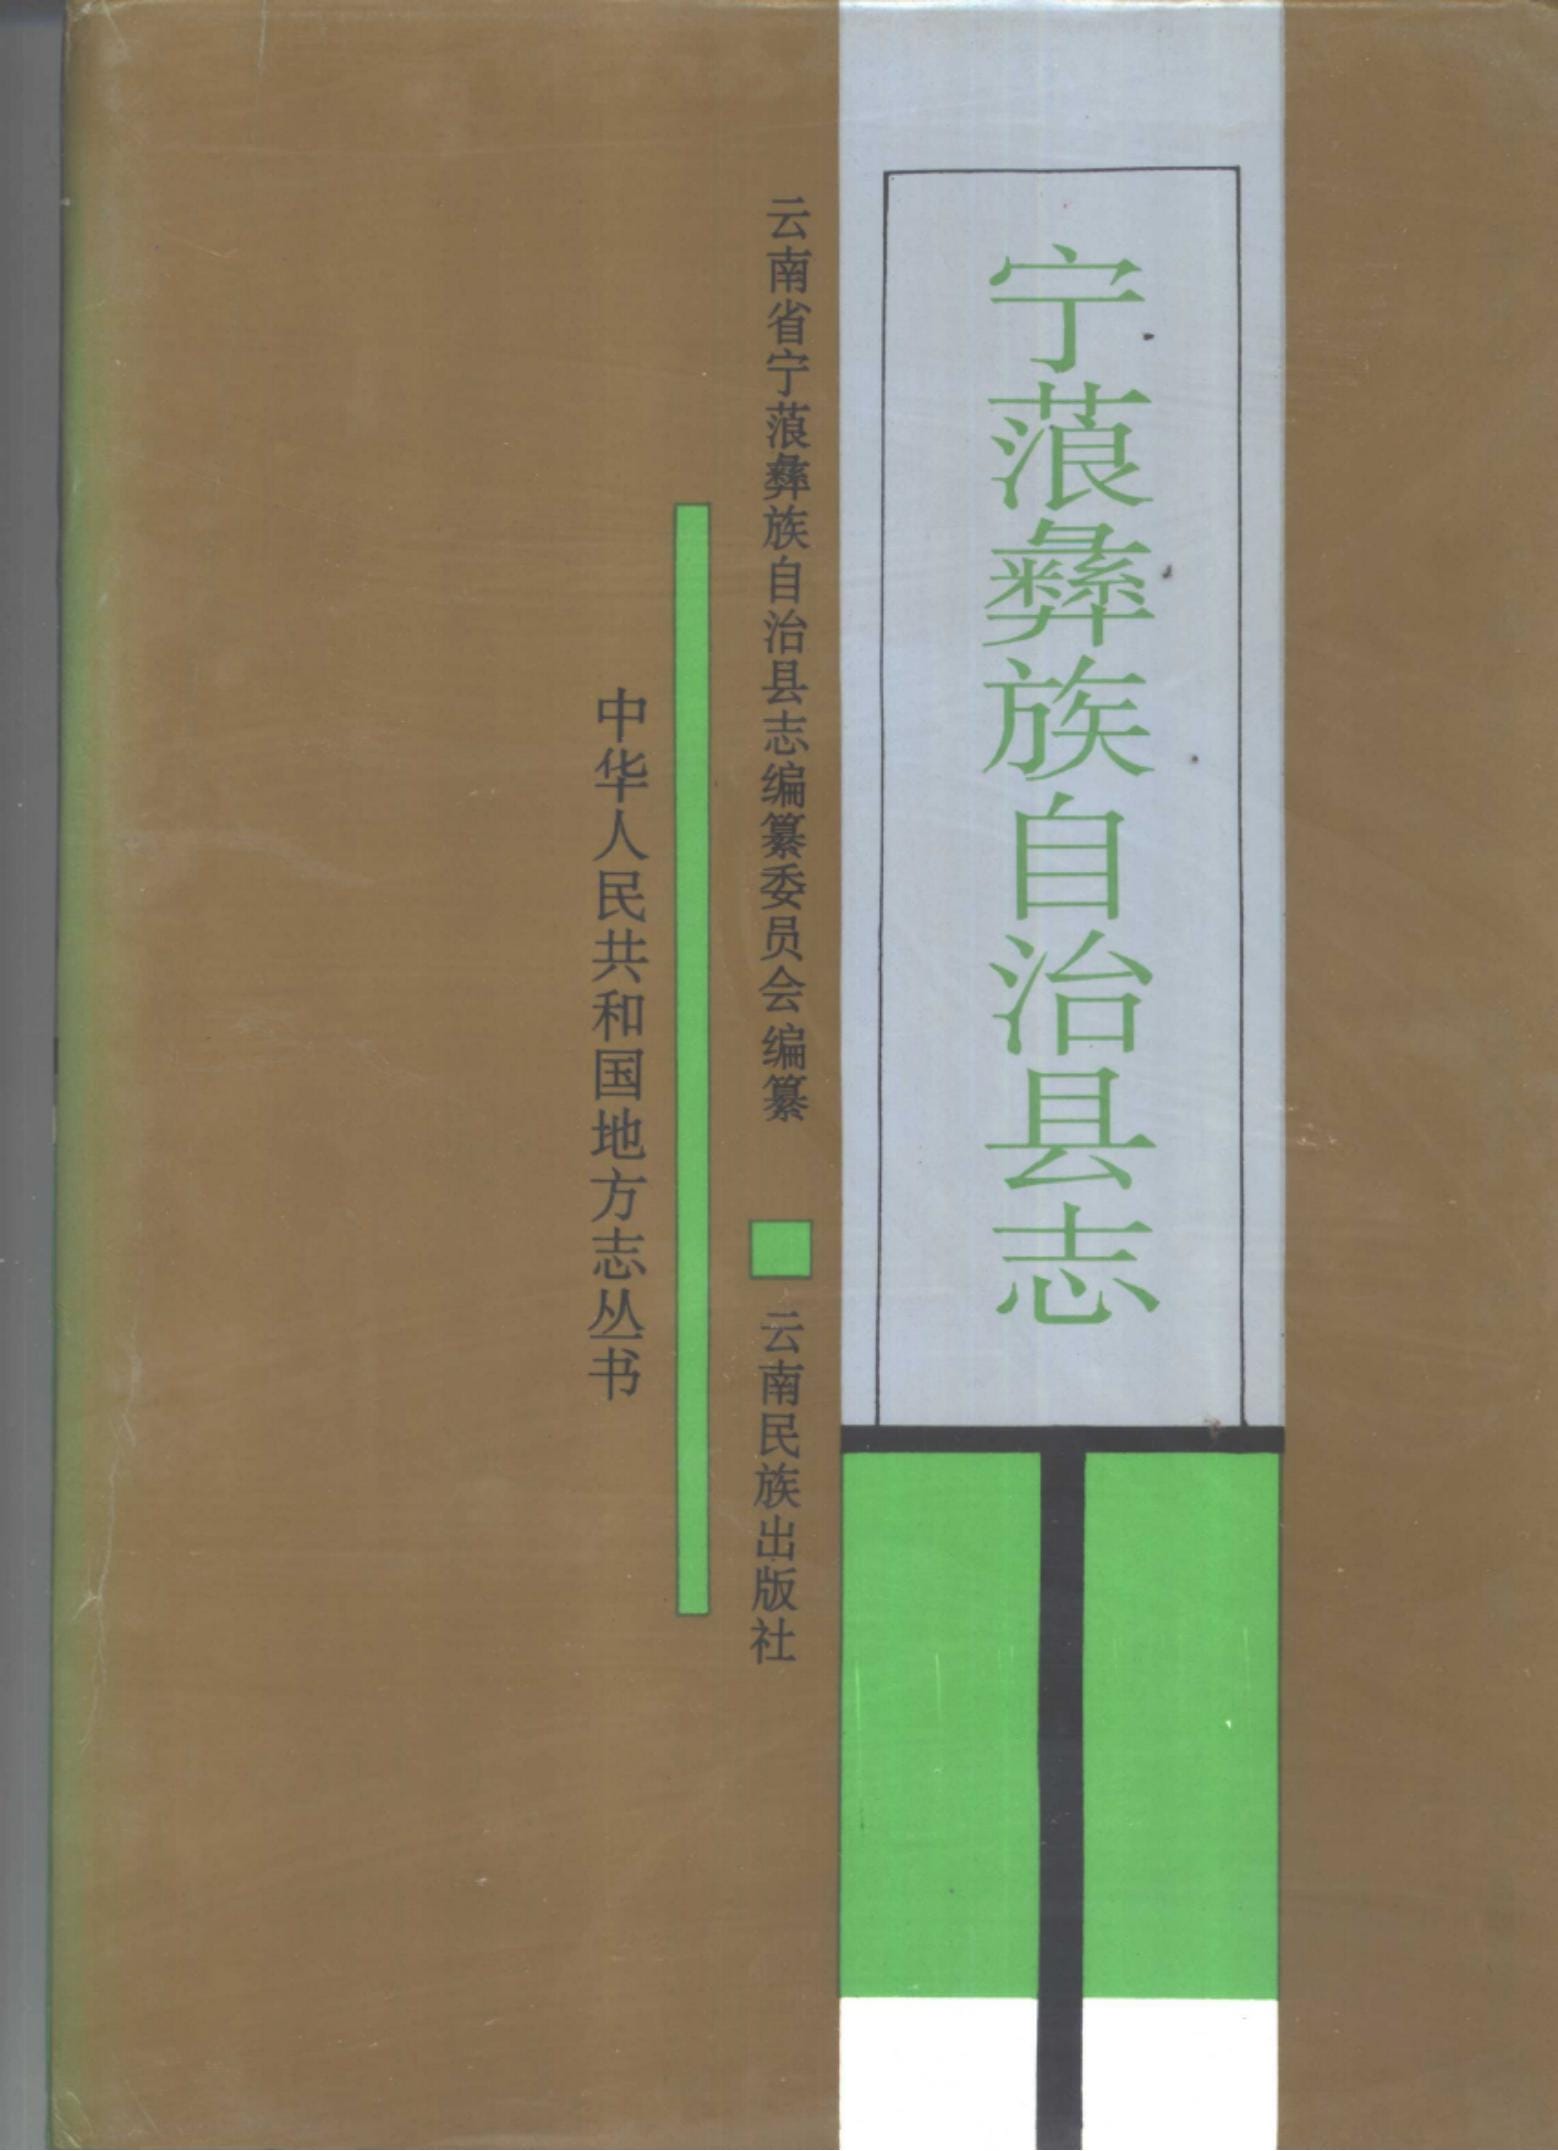 宁蒗彝族自治县志
云南省宁蒗彝族自治县志编纂委员会 编纂
云南民族出版社
中华人民共和国地方志丛书